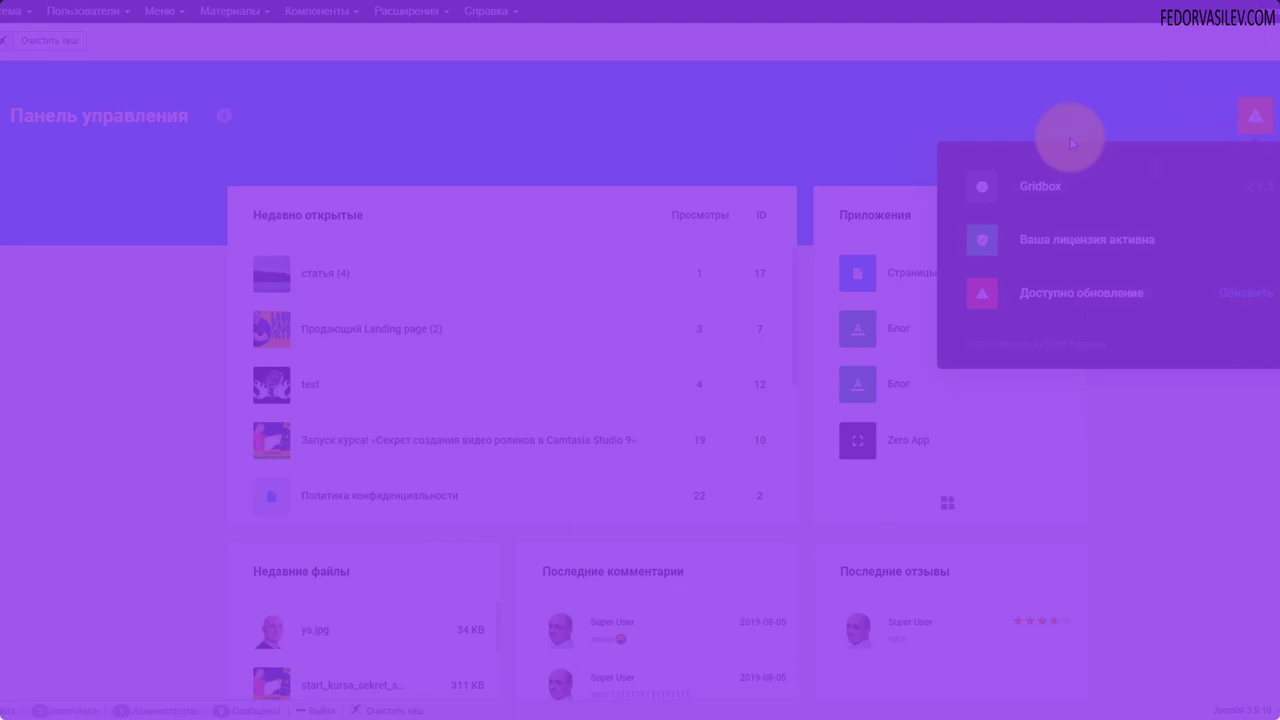 Пользователи Меню Материалы Компоненты Расширения Справка
FEDORVASILEV.COM
Очистить кеш
Панель управления
Gridbox
Ваша лицензия активна
Доступно обновление Обновить
Недавно открытые Просмотры ID
статья (4) 1 17
Продающий Landing page (2) 3 7
test 4 12
Запуск курса! «Секрет создания видео роликов в Camtasia Studio 9» 19 10
Политика конфиденциальности 22 2
Приложения
Страницы
Блог
Блог
Zero App
Недавние файлы
ya.jpg 34 KB
start_kursa_sekret_s... 311 KB
Последние комментарии
Super User 2019-08-05
Super User 2019-08-05
Последние отзывы
Super User
тест
Выйти Очистить кеш
Joomla! 3.9.10